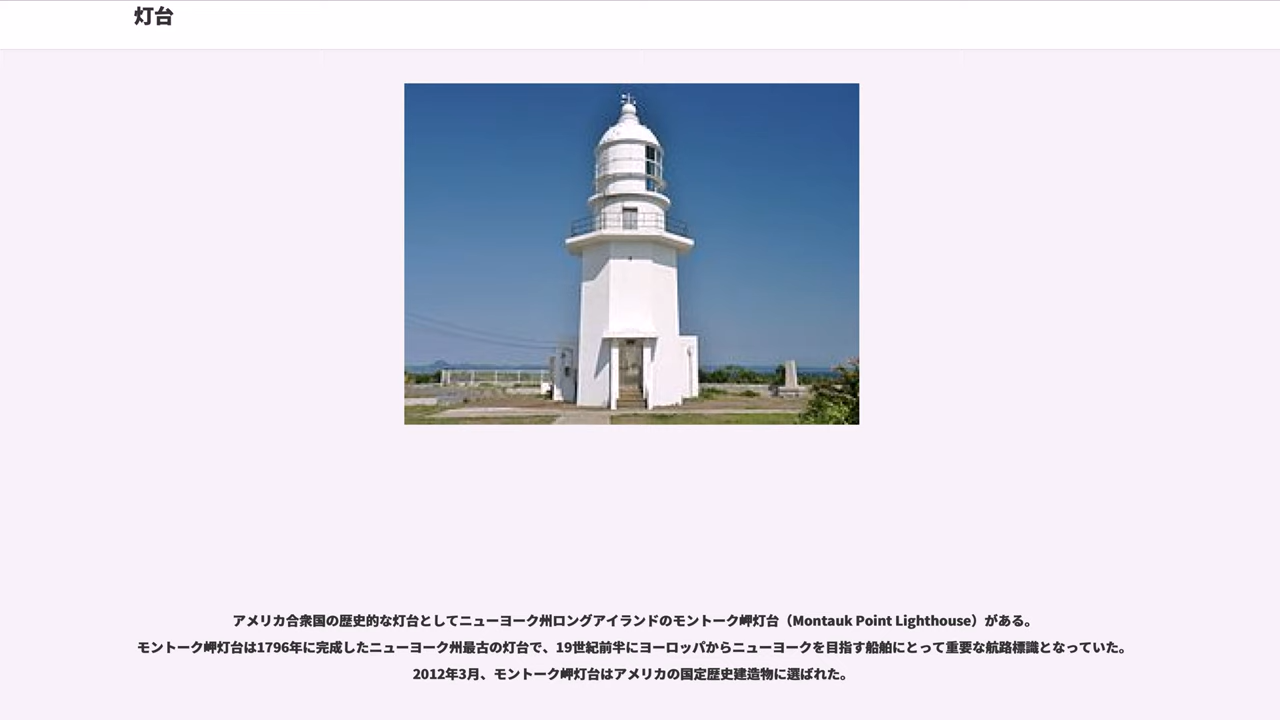 灯台
アメリカ合衆国の歴史的な灯台としてニューヨーク州ロングアイランドのモントーク岬灯台（Montauk Point Lighthouse）がある。
モントーク岬灯台は1796年に完成したニューヨーク州最古の灯台で、19世紀前半にヨーロッパからニューヨークを目指す船舶にとって重要な航路標識となっていた。
2012年3月、モントーク岬灯台はアメリカの国定歴史建造物に選ばれた。